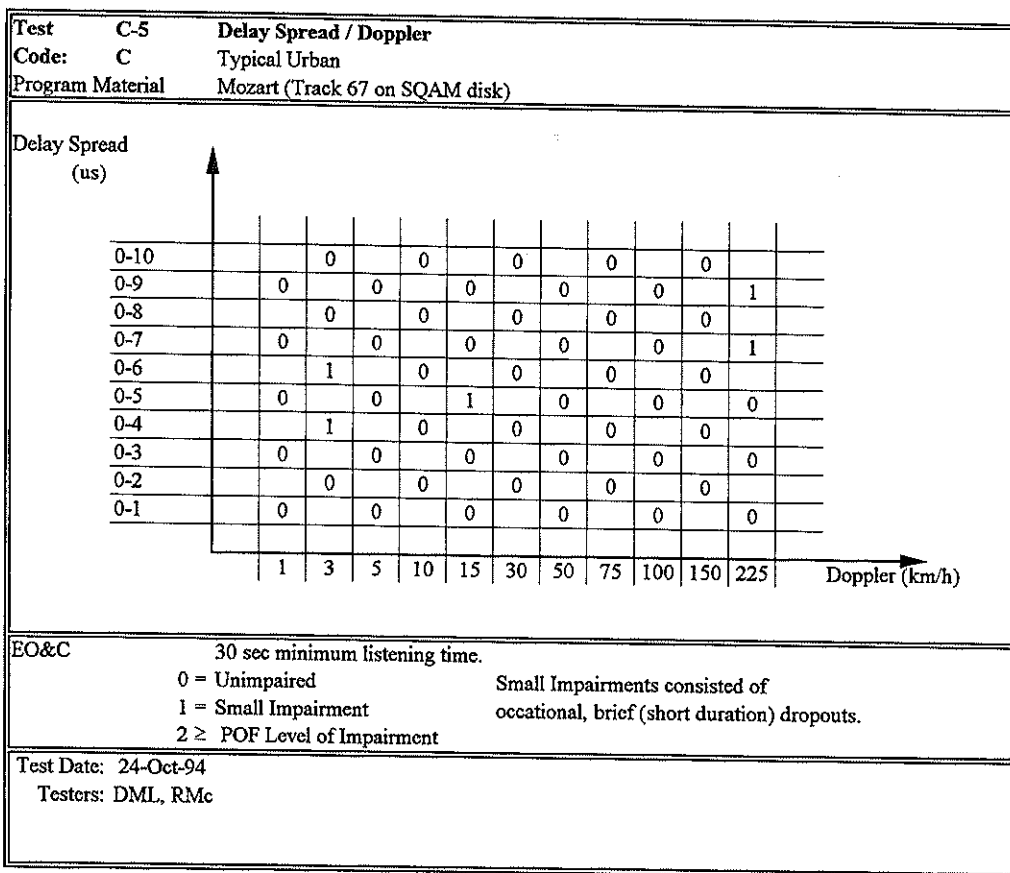 Test C-5 Delay Spread / Doppler
Code: C Typical Urban
Program Material Mozart (Track 67 on SQAM disk)
Delay Spread
(us)
0-10 0 0 0 0 0
0-9 0 0 0 0 0 1
0-8 0 0 0 0 0
0-7 0 0 0 0 0 1
0-6 1 0 0 0 0
0-5 0 0 1 0 0 0
0-4 1 0 0 0 0
0-3 0 0 0 0 0 0
0-2 0 0 0 0 0
0-1 0 0 0 0 0 0
1 3 5 10 15 30 50 75 100 150 225 Doppler (km/h)
EO&C 30 sec minimum listening time.
0 = Unimpaired Small Impairments consisted of
1 = Small Impairment occational, brief (short duration) dropouts.
2 ≥ POF Level of Impairment
Test Date: 24-Oct-94
Testers: DML, RMc